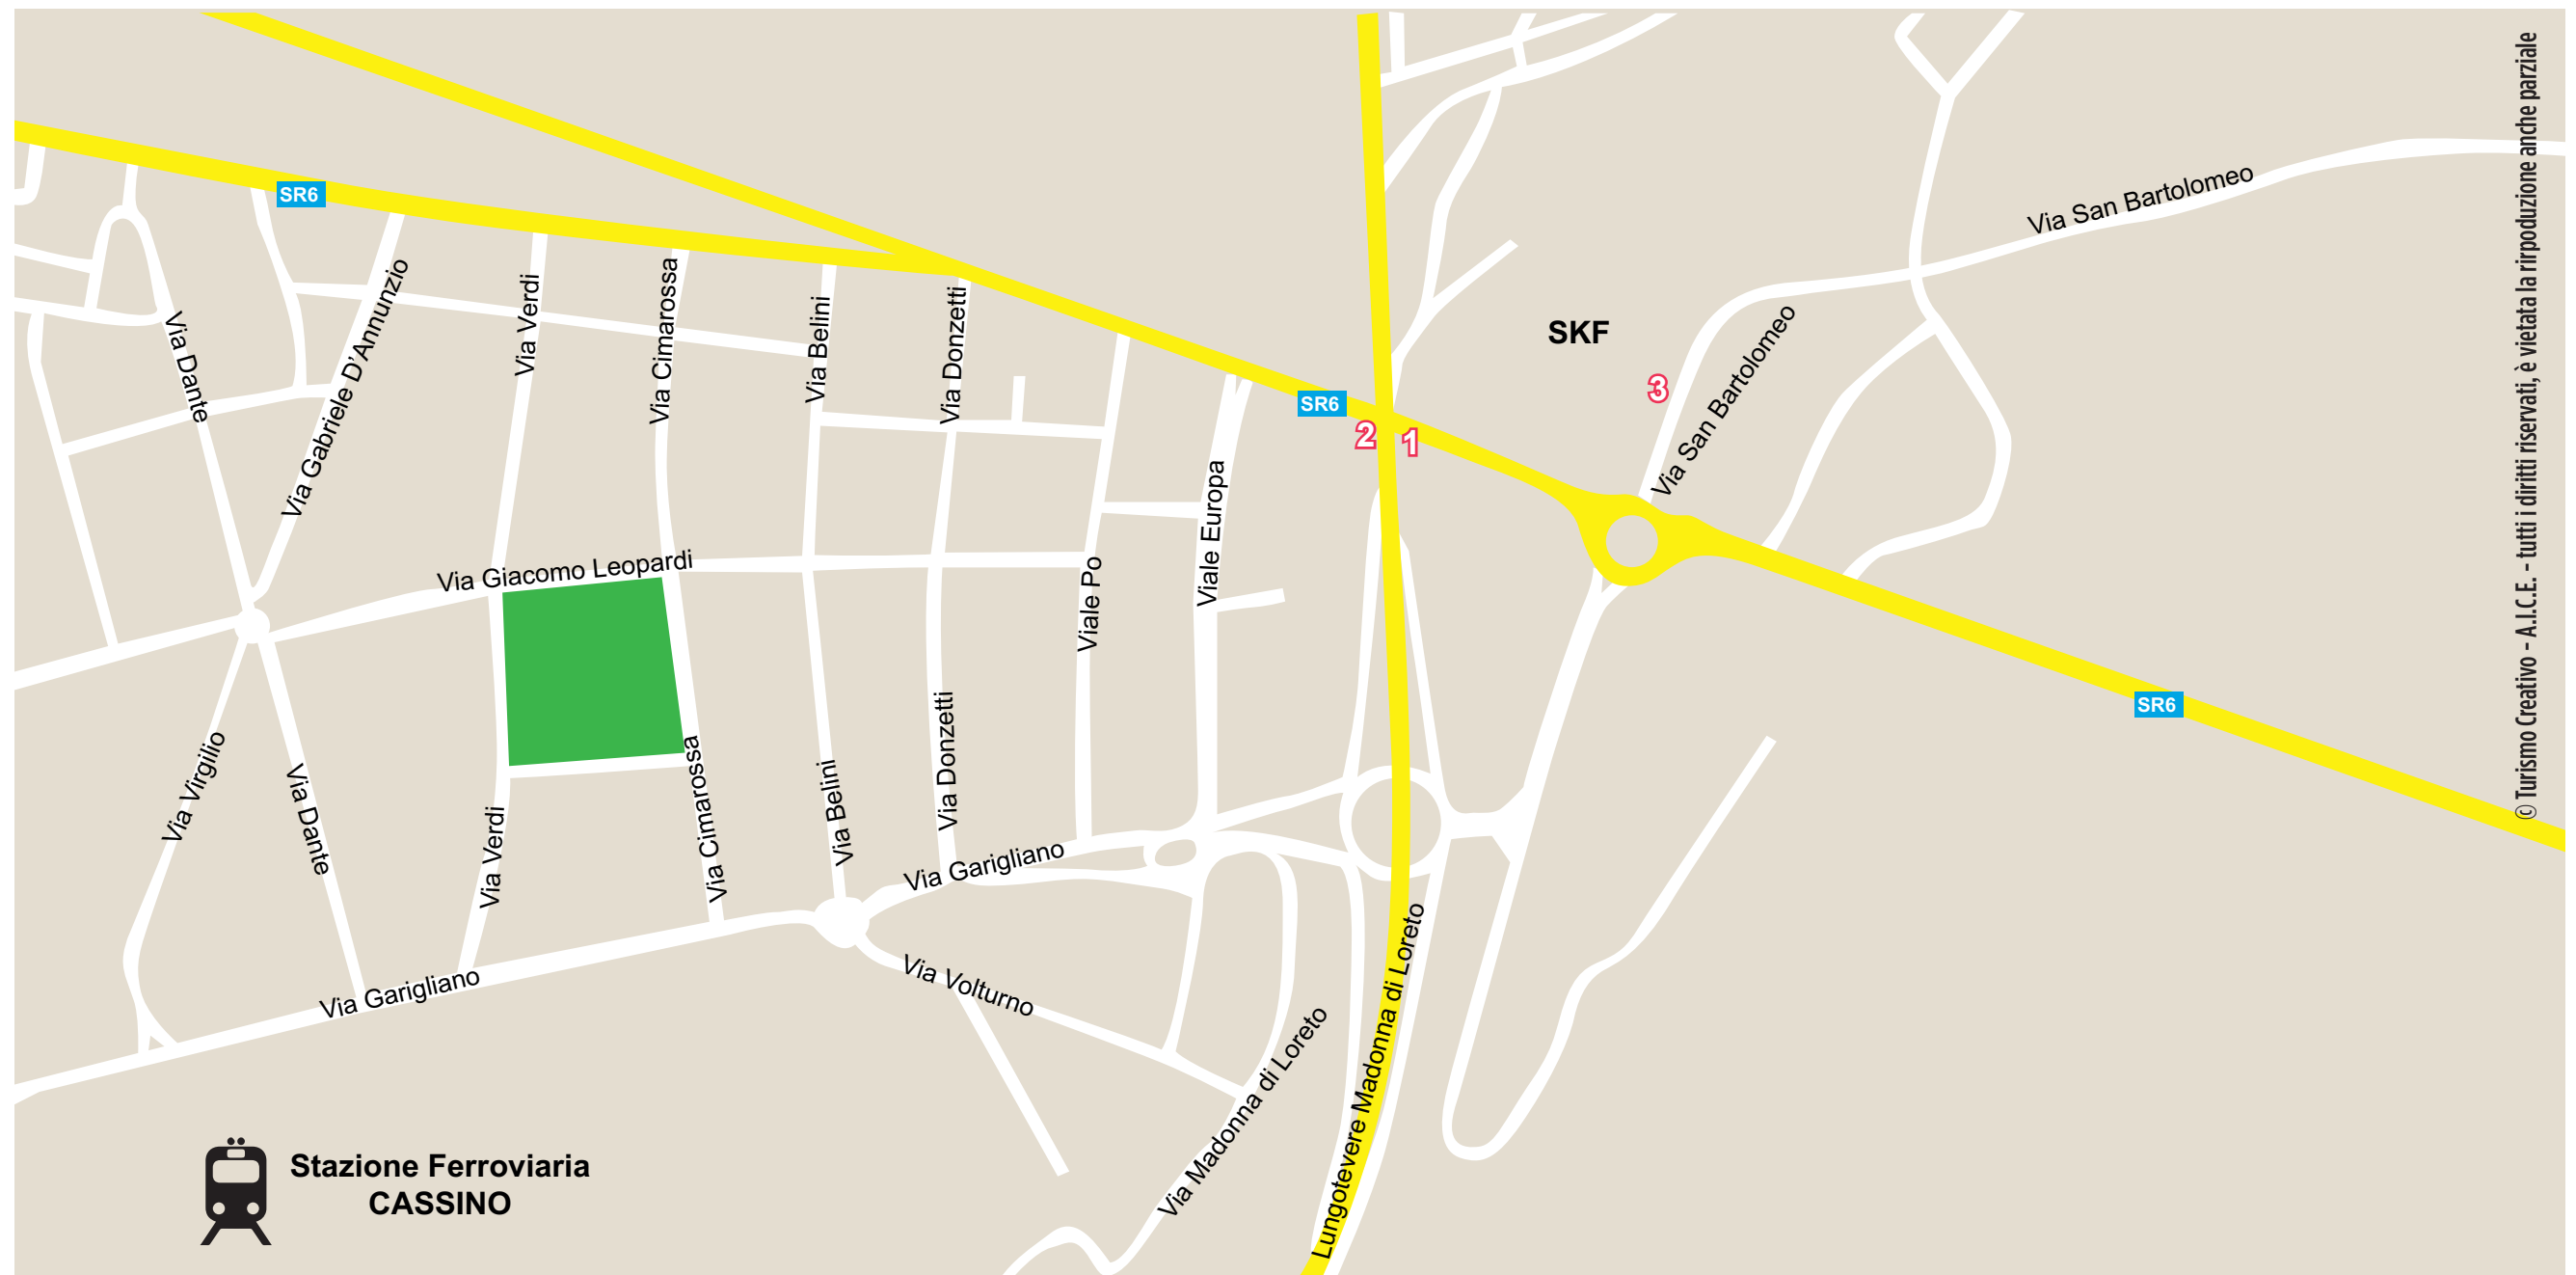 SR6
Via San Bartolomeo
Via Dante
Via Gabriele D'Annunzio
Via Verdi
Via Cimarossa
Via Belini
Via Donzetti
SKF
SR6
3
2
1
Via San Bartolomeo
Viale Europa
Via Giacomo Leopardi
Viale Po
SR6
Via Virgilio
Via Dante
Via Verdi
Via Cimarossa
Via Belini
Via Donzetti
Via Garigliano
Via Garigliano
Via Volturno
Via Madonna di Loreto
Lungotevere Madonna di Loreto
Stazione Ferroviaria
CASSINO
© Turismo Creativo - A.I.C.E. - tutti i diritti riservati, è vietata la rirpoduzione anche parziale